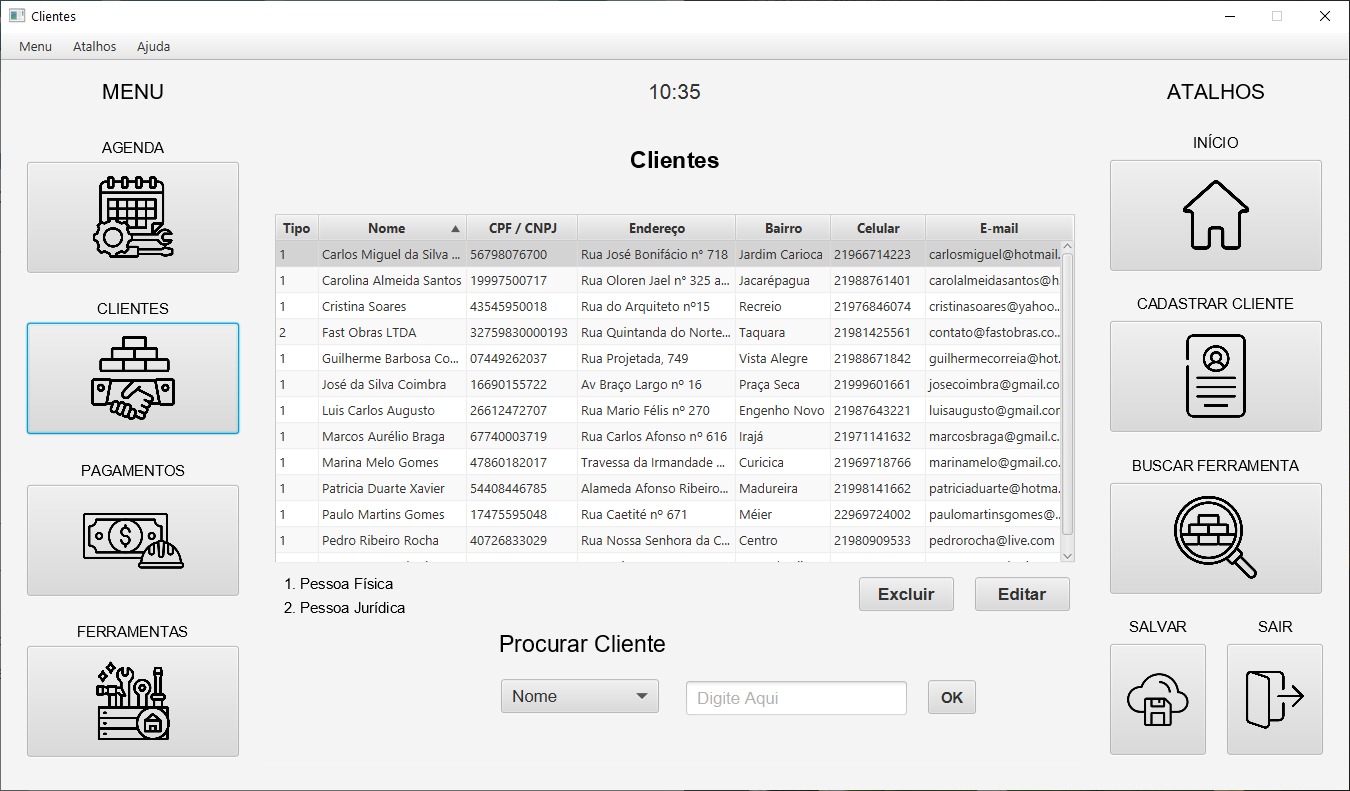 Clientes
Menu Atalhos Ajuda
MENU
10:35
ATALHOS
AGENDA
CLIENTES
PAGAMENTOS
FERRAMENTAS
Clientes
Tipo Nome CPF / CNPJ Endereço Bairro Celular E-mail
1 Carlos Miguel da Silva ... 56798076700 Rua José Bonifácio n° 718 Jardim Carioca 21966714223 carlosmiguel@hotmail.
1 Carolina Almeida Santos 19997500717 Rua Oloren Jael n° 325 a... Jacarépagua 21988761401 carolalmeidasantos@h
1 Cristina Soares 43545950018 Rua do Arquiteto nº15 Recreio 21976846074 cristinasoares@yahoo..
2 Fast Obras LTDA 32759830000193 Rua Quintanda do Norte... Taquara 21981425561 contato@fastobras.co..
1 Guilherme Barbosa Co... 07449262037 Rua Projetada, 749 Vista Alegre 21988671842 guilhermecorreia@hot.
1 José da Silva Coimbra 16690155722 Av Braço Largo nº 16 Praça Seca 21999601661 josecoimbra@gmail.co
1 Luis Carlos Augusto 26612472707 Rua Mario Félis nº 270 Engenho Novo 21987643221 luisaugusto@gmail.cor
1 Marcos Aurélio Braga 67740003719 Rua Carlos Afonso nº 616 Irajá 21971141632 marcosbraga@gmail.c.
1 Marina Melo Gomes 47860182017 Travessa da Irmandade ... Curicica 21969718766 marinamelo@gmail.co.
1 Patricia Duarte Xavier 54408446785 Alameda Afonso Ribeiro... Madureira 21998141662 patriciaduarte@hotma.
1 Paulo Martins Gomes 17475595048 Rua Caetité nº 671 Méier 22969724002 paulomartinsgomes@..
1 Pedro Ribeiro Rocha 40726833029 Rua Nossa Senhora da C... Centro 21980909533 pedrorocha@live.com
1. Pessoa Física
2. Pessoa Jurídica
Excluir Editar
Procurar Cliente
Nome Digite Aqui OK
INÍCIO
CADASTRAR CLIENTE
BUSCAR FERRAMENTA
SALVAR SAIR